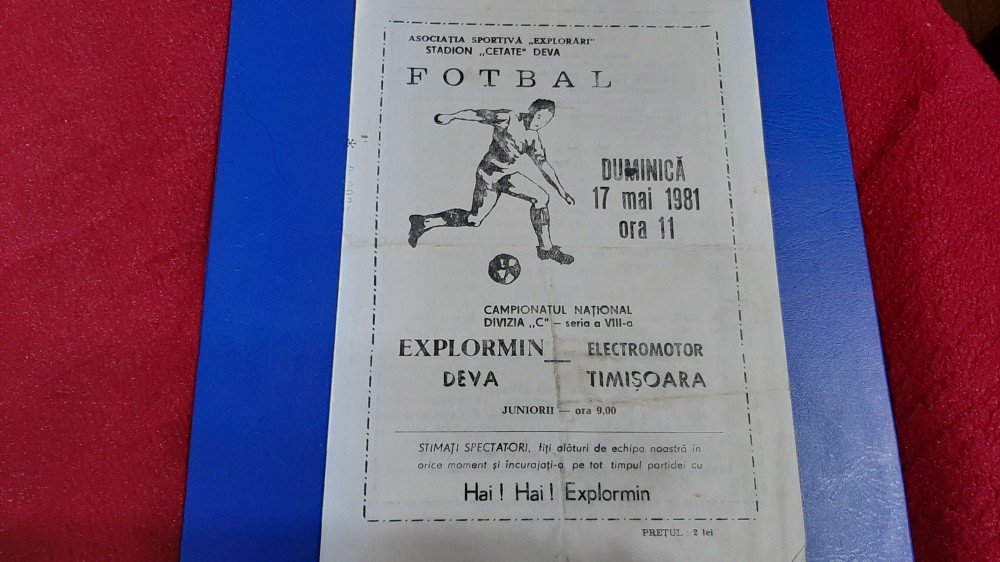 ASOCIAȚIA SPORTIVĂ „EXPLORĂRI"
STADION „CETATE" DEVA
FOTBAL
DUMINICĂ
17 mai 1981
ora 11
CAMPIONATUL NAȚIONAL
DIVIZIA „C" – seria a VIII-a
EXPLORMIN — ELECTROMOTOR
DEVA TIMIȘOARA
JUNIORII — ora 9,00
STIMAȚI SPECTATORI, fiți alături de echipa noastră în
orice moment și încurajați-o pe tot timpul partidei cu
Hai ! Hai ! Explormin
PREȚUL : 2 lei